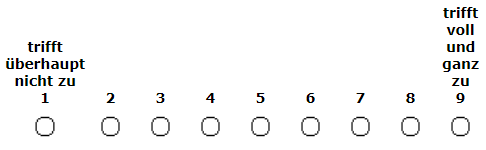 trifft
überhaupt
nicht zu
trifft
voll
und
ganz
zu
1 2 3 4 5 6 7 8 9